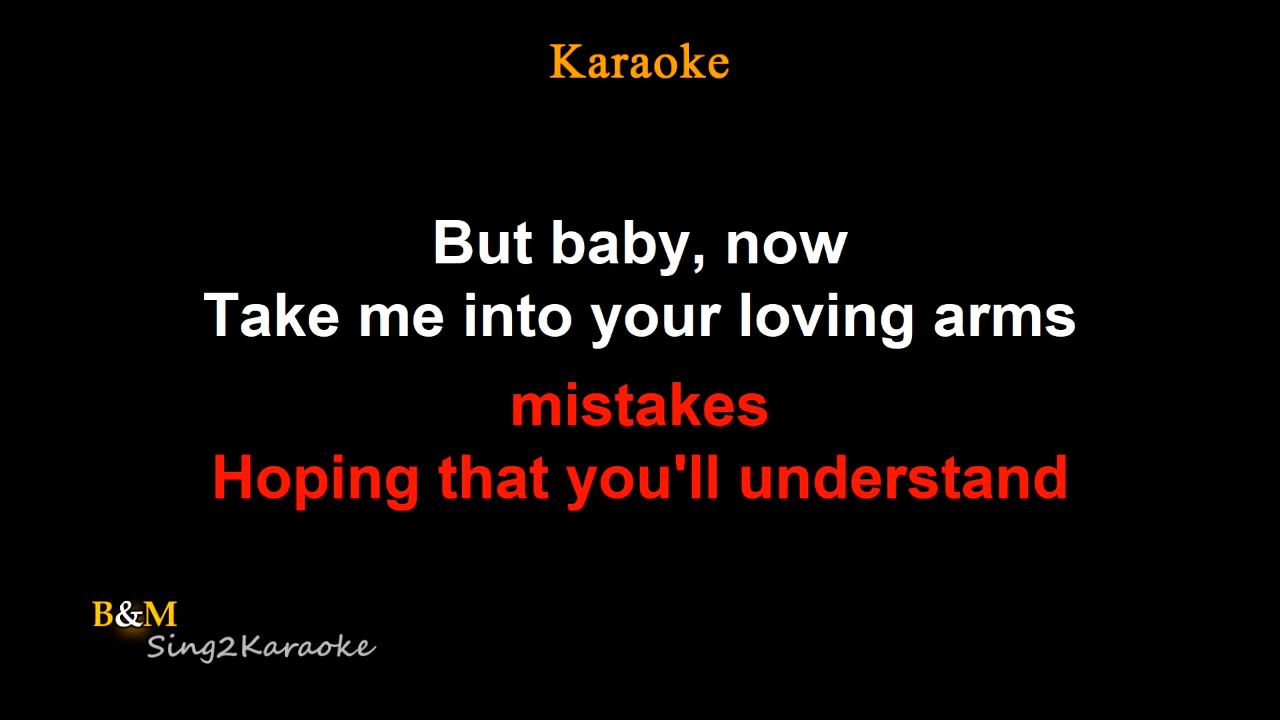 Karaoke
But baby, now
Take me into your loving arms
mistakes
Hoping that you'll understand
B&M
Sing2Karaoke